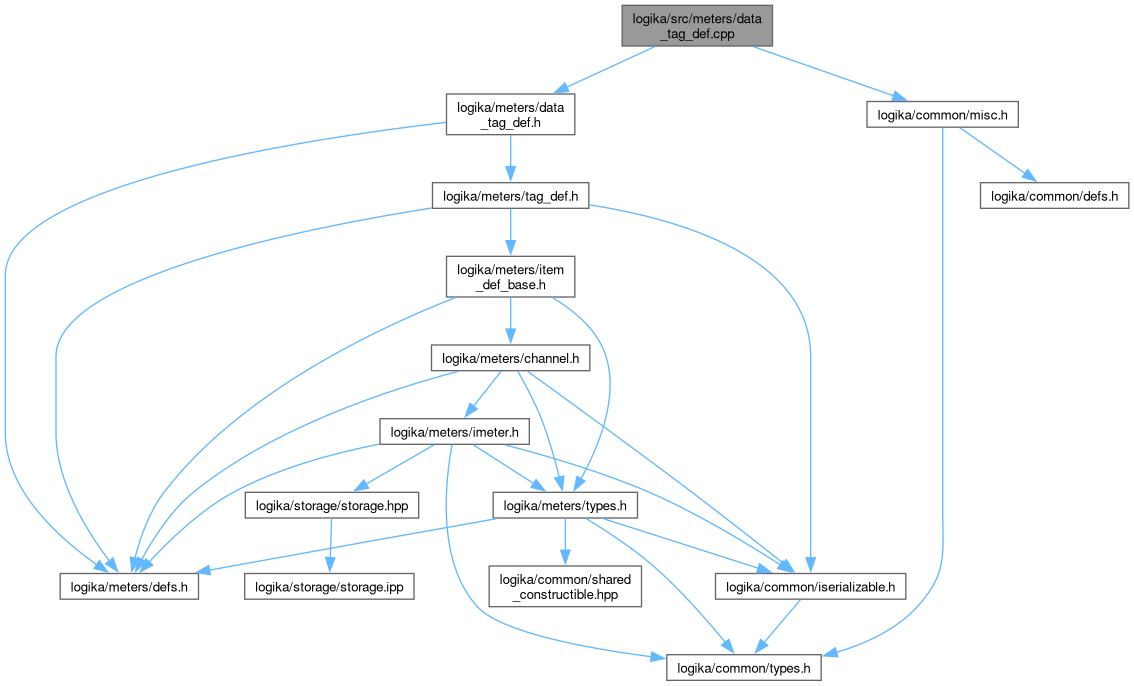 logika/src/meters/data
_tag_def.cpp
logika/meters/data
_tag_def.h
logika/common/misc.h
logika/meters/tag_def.h
logika/common/defs.h
logika/meters/item
_def_base.h
logika/meters/channel.h
logika/meters/imeter.h
logika/storage/storage.hpp
logika/meters/types.h
logika/meters/defs.h
logika/storage/storage.ipp
logika/common/shared
_constructible.hpp
logika/common/iserializable.h
logika/common/types.h